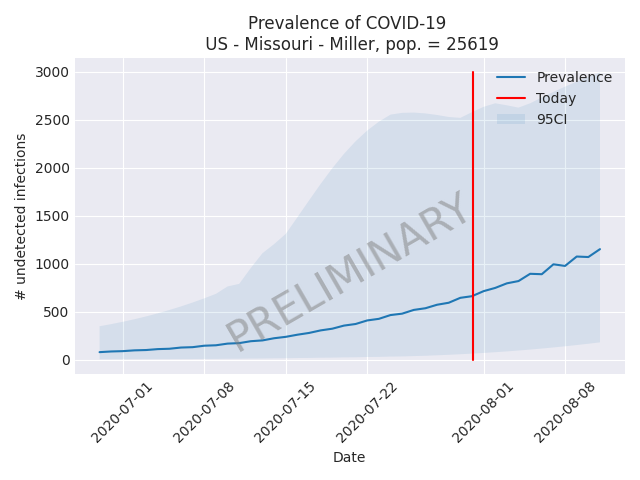 Prevalence of COVID-19
US - Missouri - Miller, pop. = 25619
# undetected infections
3000
2500
2000
1500
1000
500
0
Prevalence
Today
95CI
PRELIMINARY
2020-07-01
2020-07-08
2020-07-15
2020-07-22
2020-08-01
2020-08-08
Date